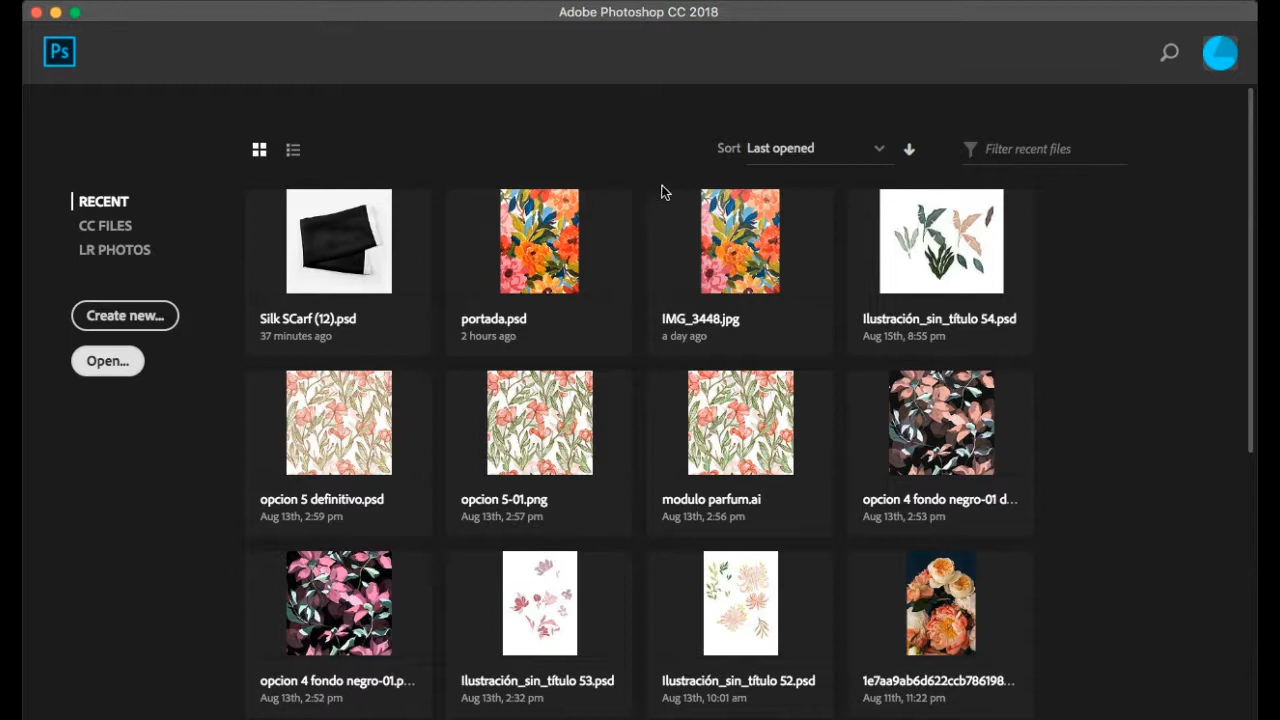 Adobe Photoshop CC 2018
Ps
Sort Last opened
Filter recent files
RECENT
CC FILES
LR PHOTOS
Create new...
Open...
Silk SCarf (12).psd
37 minutes ago
portada.psd
2 hours ago
IMG_3448.jpg
a day ago
Ilustración_sin_título 54.psd
Aug 15th, 8:55 pm
opcion 5 definitivo.psd
Aug 13th, 2:59 pm
opcion 5-01.png
Aug 13th, 2:57 pm
modulo parfum.ai
Aug 13th, 2:56 pm
opcion 4 fondo negro-01 d...
Aug 13th, 2:53 pm
opcion 4 fondo negro-01.p...
Aug 13th, 2:52 pm
Ilustración_sin_título 53.psd
Aug 13th, 2:32 pm
Ilustración_sin_título 52.psd
Aug 13th, 10:01 am
1e7aa9ab6d622ccb786198...
Aug 11th, 11:22 pm